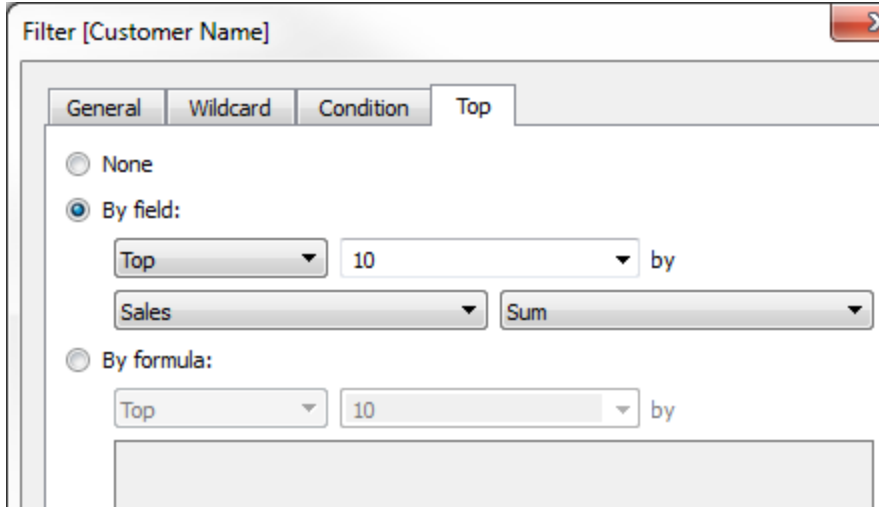 Filter [Customer Name]
General Wildcard Condition Top
None
By field:
Top 10 by
Sales Sum
By formula:
Top 10 by